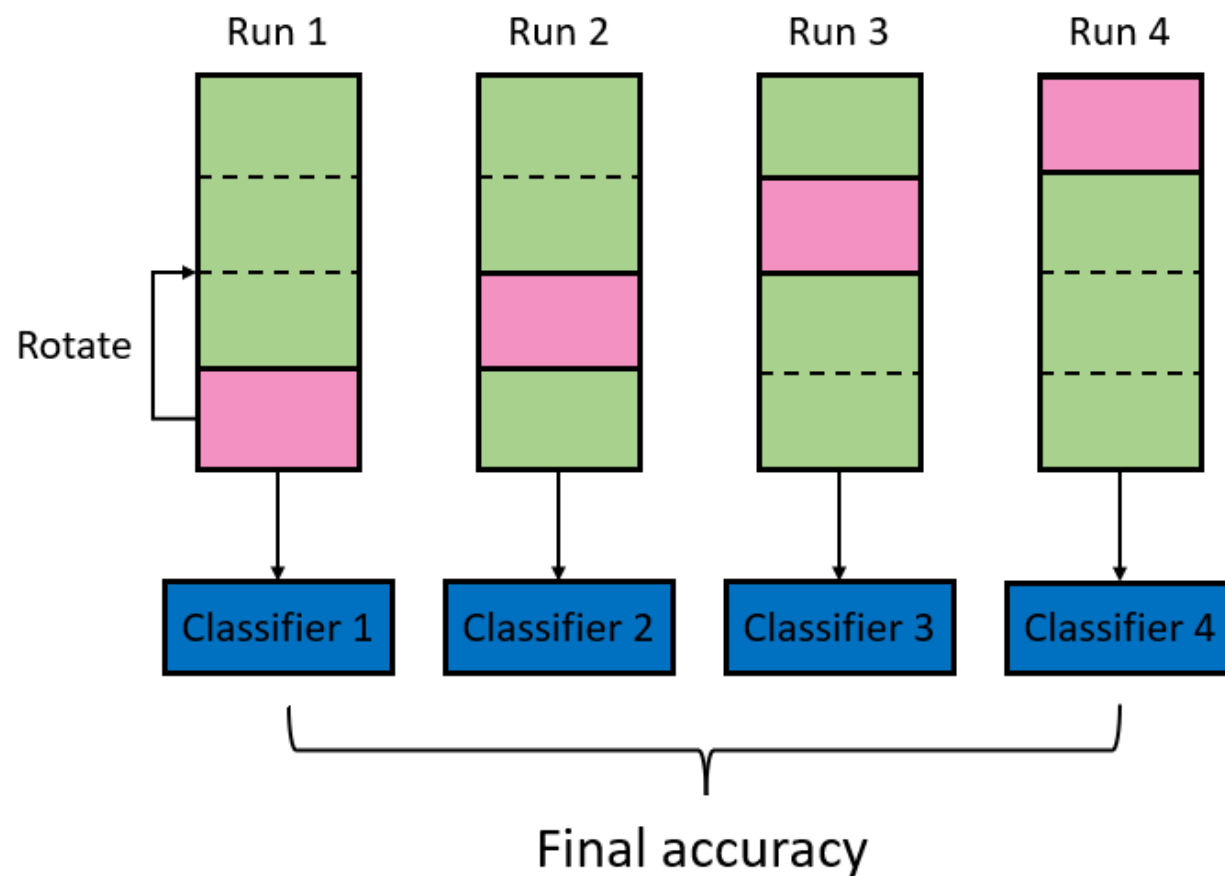 Run 1
Run 2
Run 3
Run 4
Rotate
Classifier 1
Classifier 2
Classifier 3
Classifier 4
Final accuracy